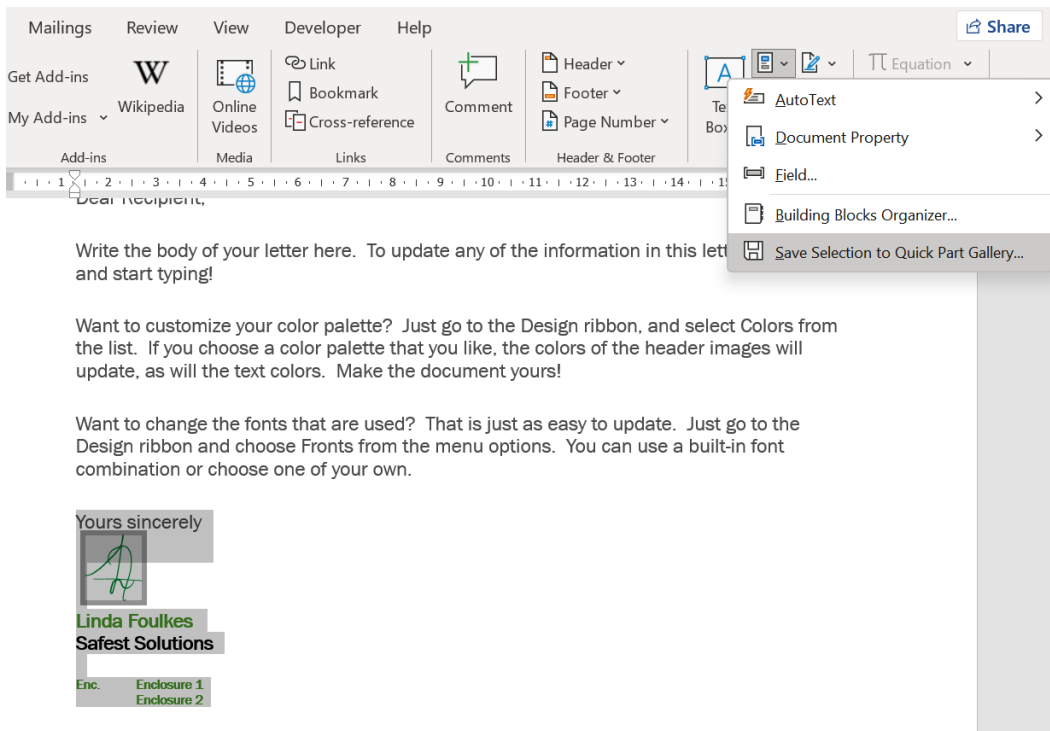 Mailings Review View Developer Help Share
Get Add-ins
My Add-ins
Wikipedia
Add-ins
Online
Videos
Media
Link
Bookmark
Cross-reference
Links
Comment
Comments
Header
Footer
Page Number
Header & Footer
A
Equation
AutoText
Document Property
Field...
Building Blocks Organizer...
Save Selection to Quick Part Gallery...
1 2 3 4 5 6 7 8 9 10 11 12 13 14
Dear Recipient,
Write the body of your letter here. To update any of the information in this
and start typing!
Want to customize your color palette? Just go to the Design ribbon, and select Colors from
the list. If you choose a color palette that you like, the colors of the header images will
update, as will the text colors. Make the document yours!
Want to change the fonts that are used? That is just as easy to update. Just go to the
Design ribbon and choose Fronts from the menu options. You can use a built-in font
combination or choose one of your own.
Yours sincerely
Linda Foulkes
Safest Solutions
Enc. Enclosure 1
Enclosure 2